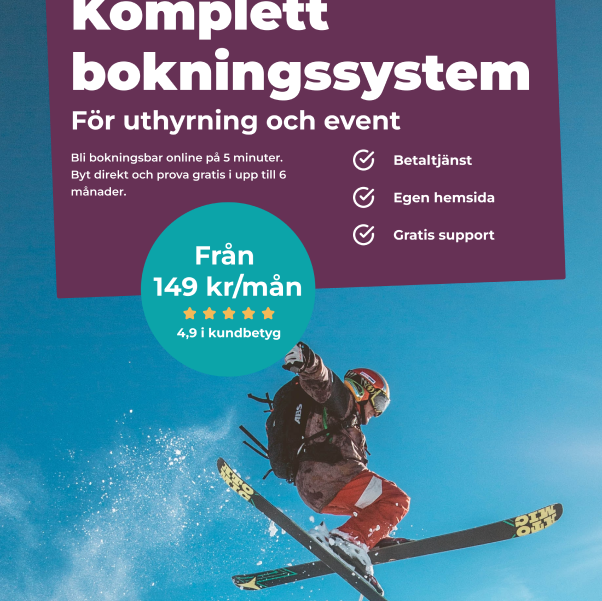 Komplett
bokningssystem
För uthyrning och event
Bli bokningsbar online på 5 minuter.
Byt direkt och prova gratis i upp till 6
månader.
Betaltjänst
Egen hemsida
Gratis support
Från
149 kr/mån
4,9 i kundbetyg
ABS